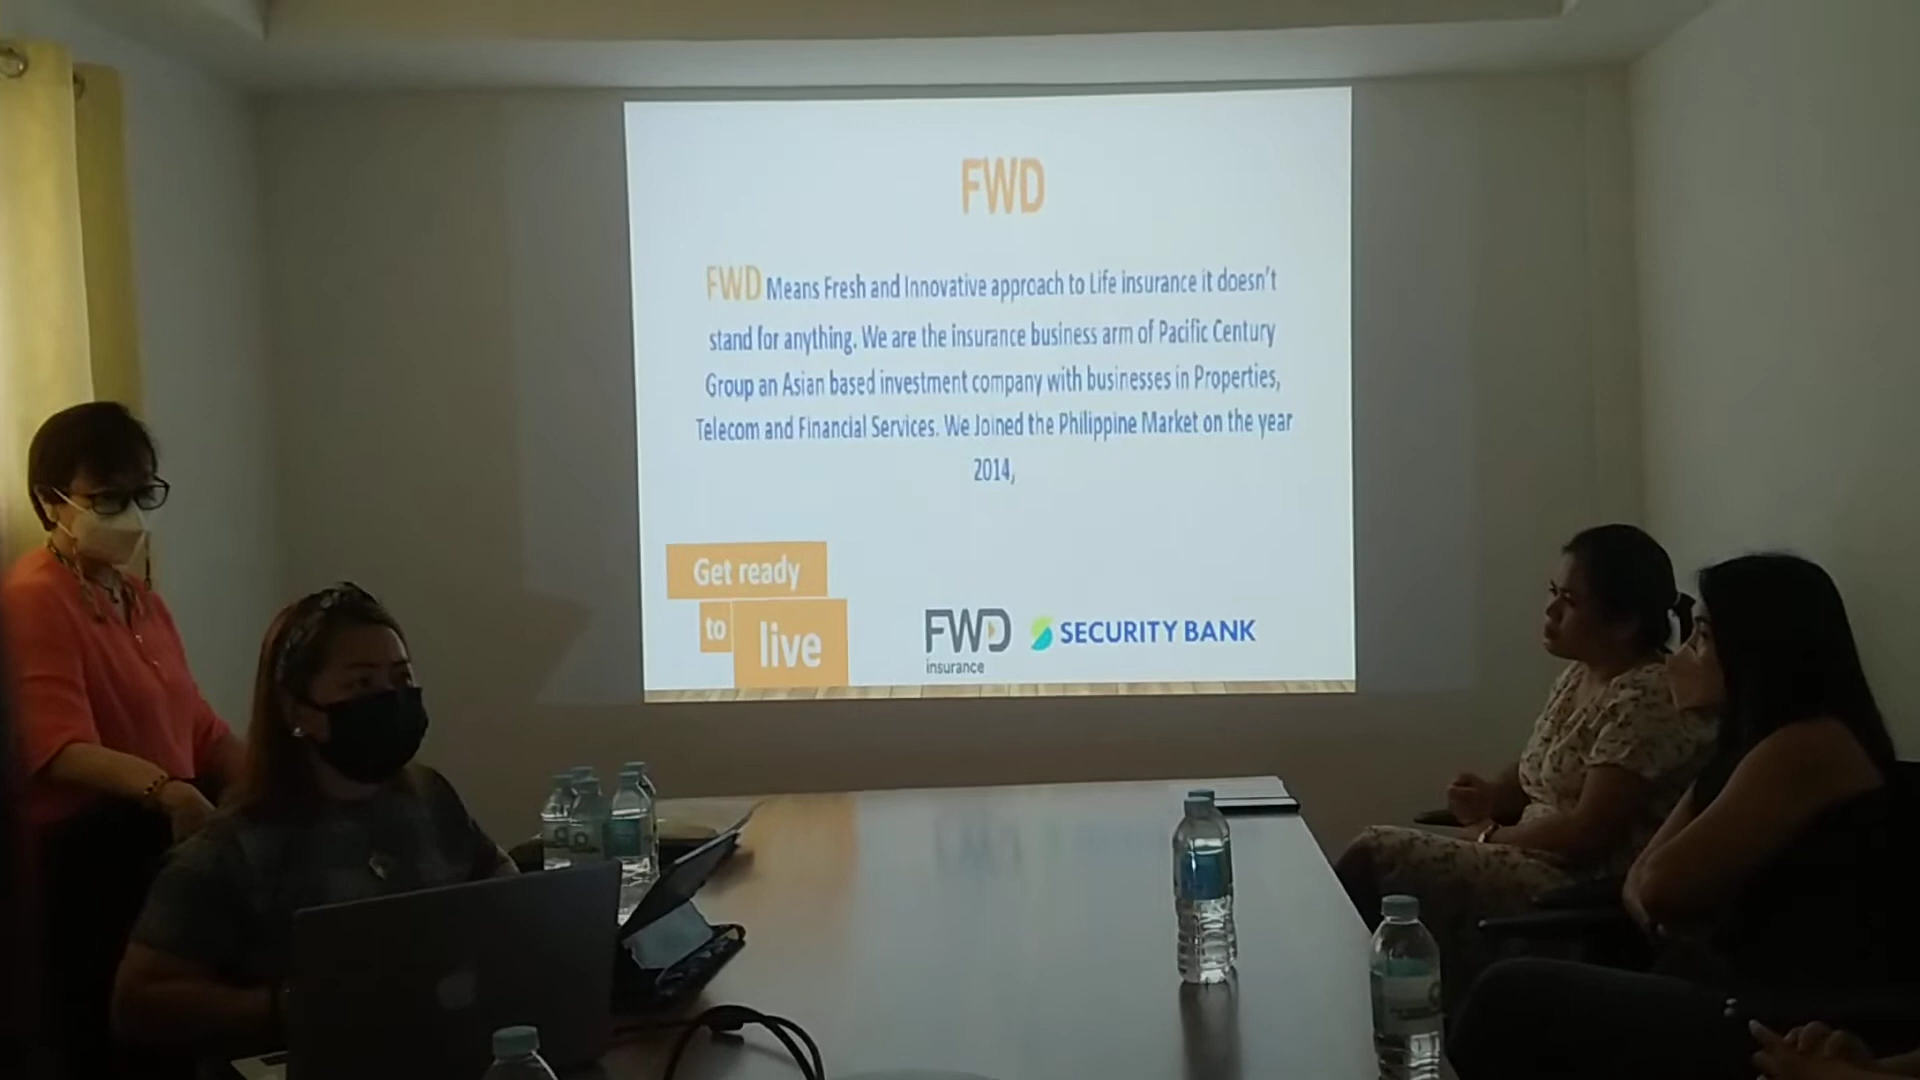 FWD
FWD Means Fresh and Innovative approach to Life insurance it doesn't
stand for anything. We are the insurance business arm of Pacific Century
Group an Asian based investment company with businesses in Properties,
Telecom and Financial Services. We Joined the Philippine Market on the year
2014,
Get ready
to
live
FWD
insurance
SECURITY BANK